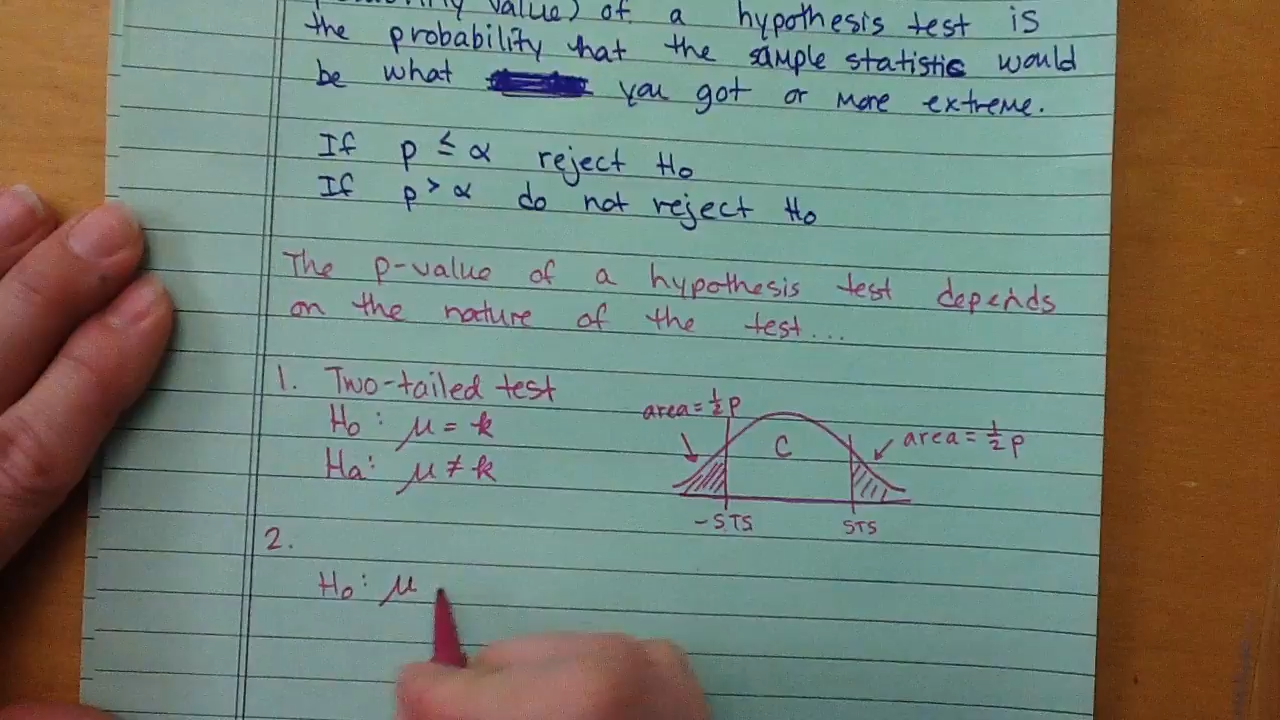 value) of a hypothesis test is
the probability that the sample statistic would
be what you got or more extreme.
If p ≤ α reject H₀
If p > α do not reject H₀
The p-value of a hypothesis test depends
on the nature of the test...
1. Two-tailed test
H₀: μ = k
Ha: μ ≠ k
area = ½p
C
area = ½p
-STS
STS
2.
H₀: μ